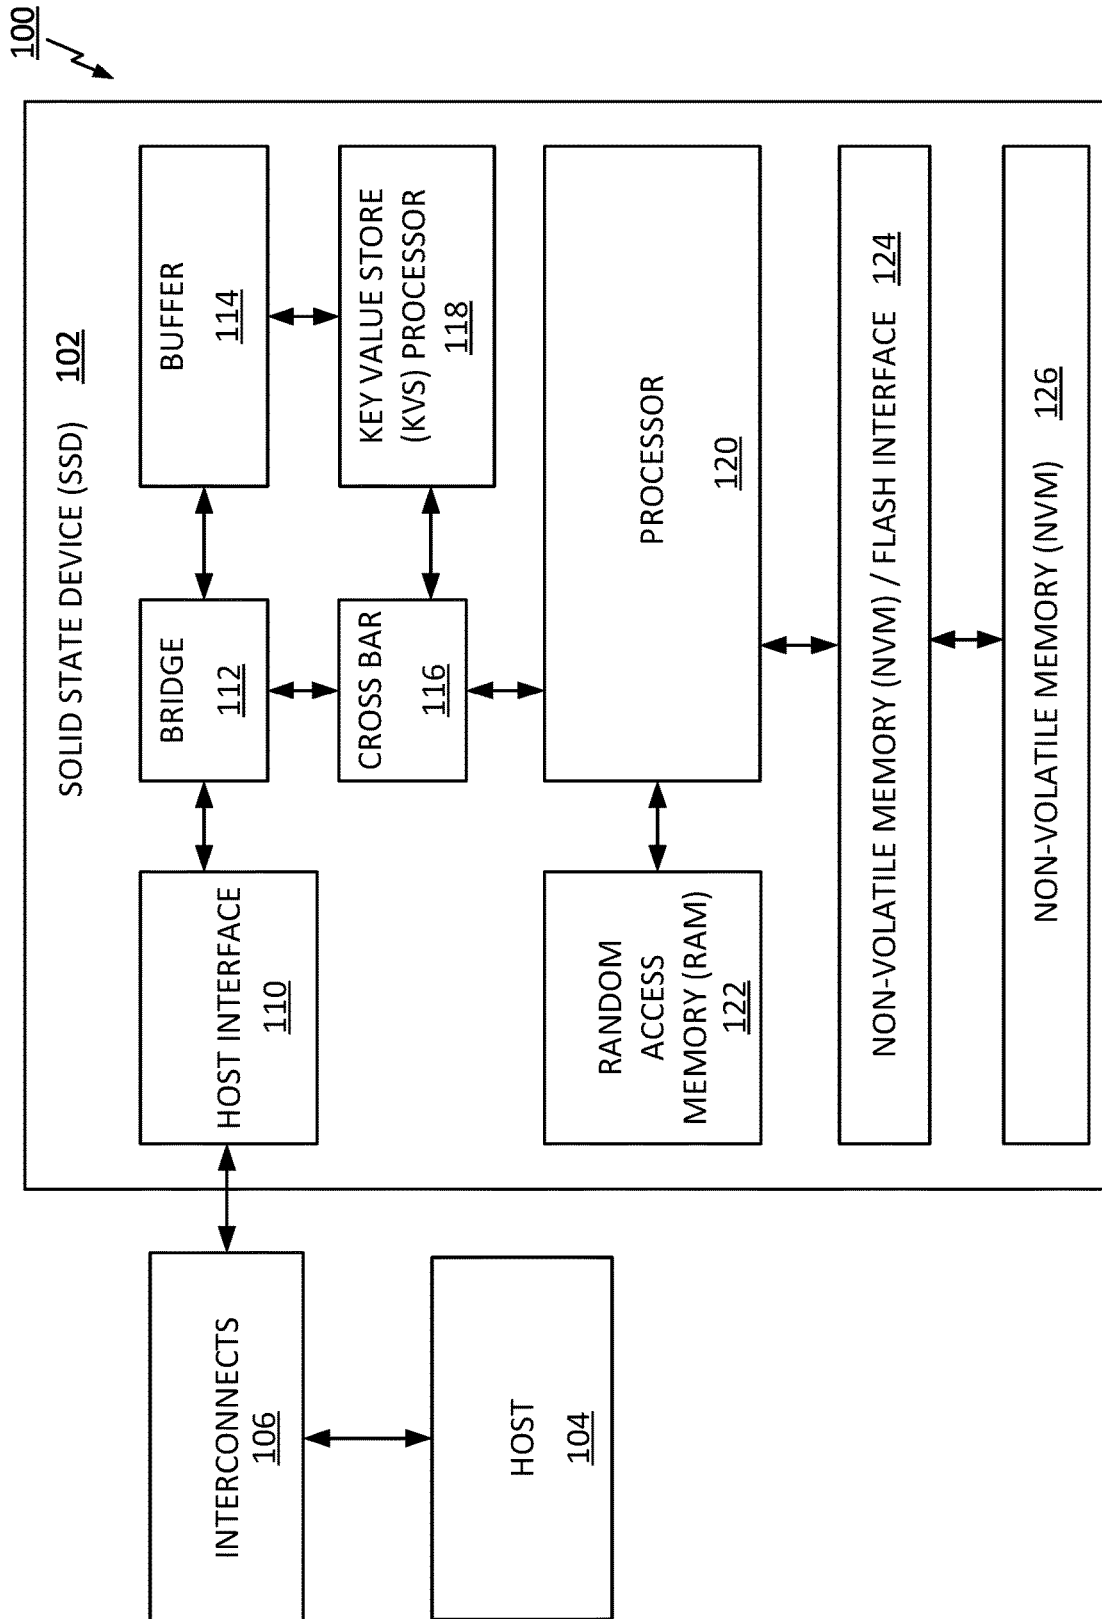 100
SOLID STATE DEVICE (SSD) 102
INTERCONNECTS
106
HOST
104
HOST INTERFACE
110
BRIDGE
112
BUFFER
114
CROSS BAR
116
KEY VALUE STORE
(KVS) PROCESSOR
118
RANDOM
ACCESS
MEMORY (RAM)
122
PROCESSOR
120
NON-VOLATILE MEMORY (NVM) / FLASH INTERFACE 124
NON-VOLATILE MEMORY (NVM) 126